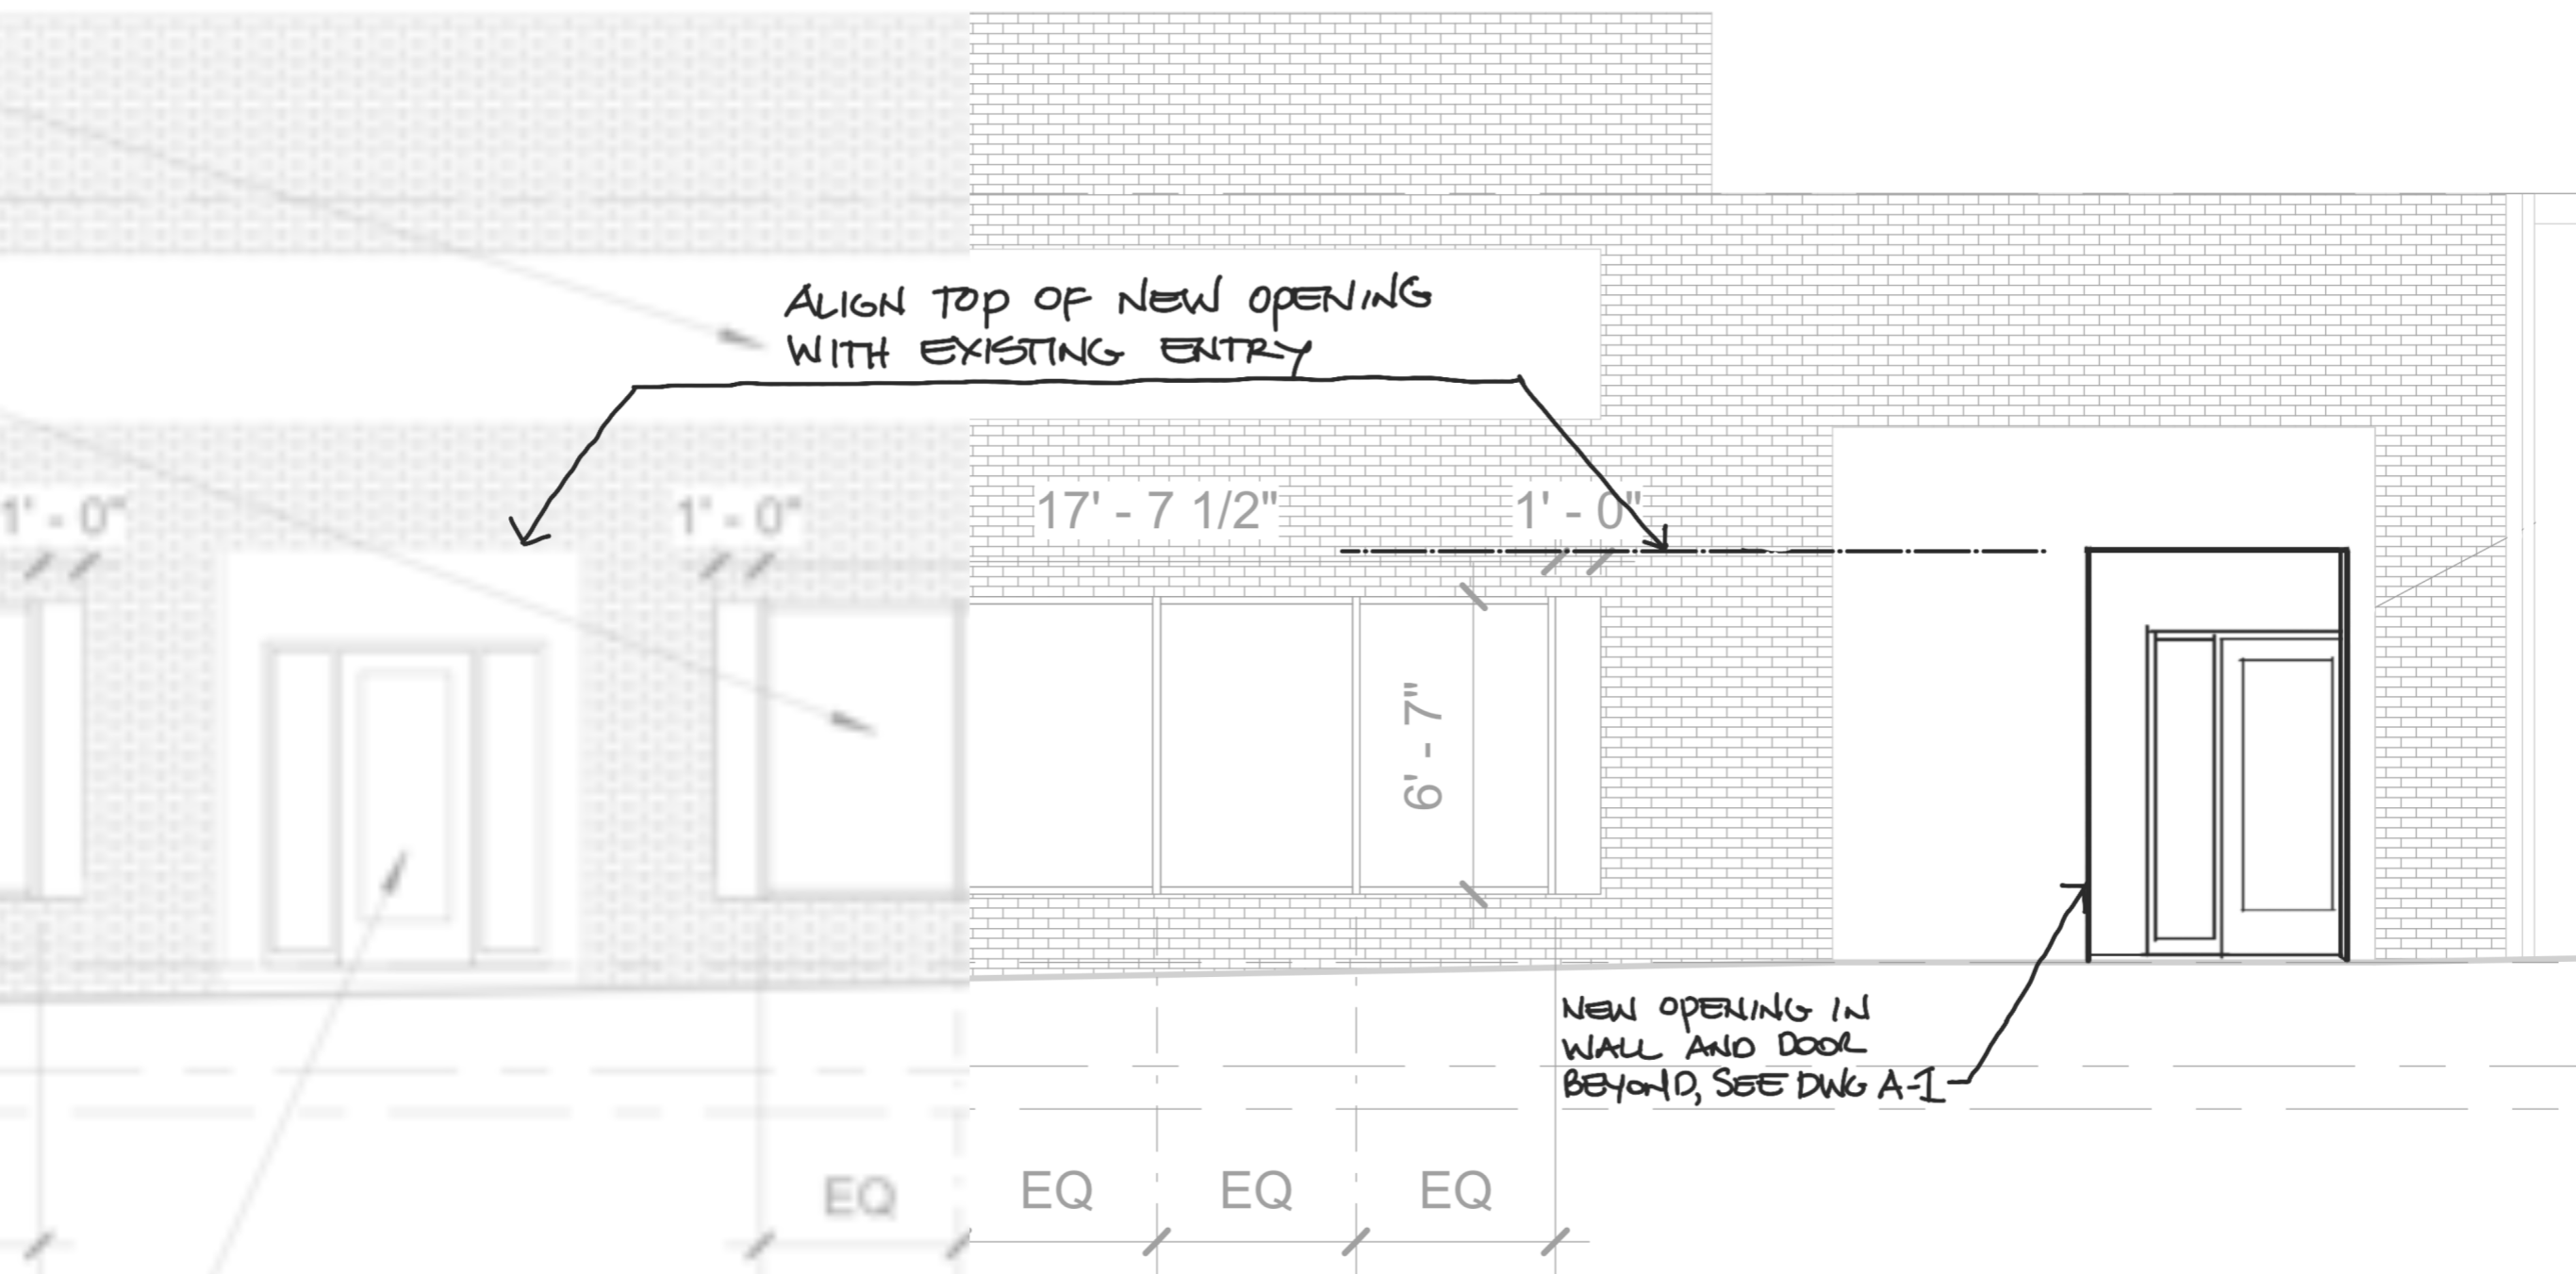 ALIGN TOP OF NEW OPENING
WITH EXISTING ENTRY
1' - 0"
1' - 0"
17' - 7 1/2"
1' - 0"
6' - 7"
NEW OPENING IN
WALL AND DOOR
BEYOND, SEE DWG A-1
EQ
EQ
EQ
EQ